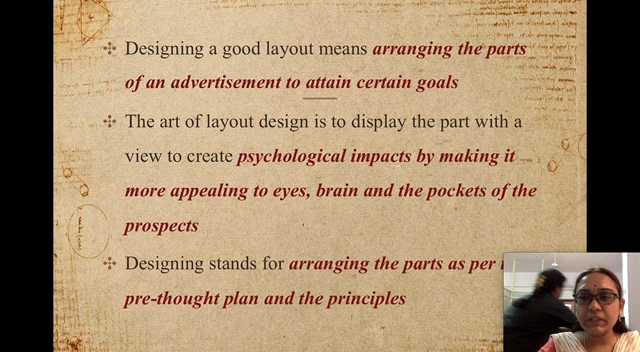 Designing a good layout means arranging the parts
of an advertisement to attain certain goals
The art of layout design is to display the part with a
view to create psychological impacts by making it
more appealing to eyes, brain and the pockets of the
prospects
Designing stands for arranging the parts as per
pre-thought plan and the principles